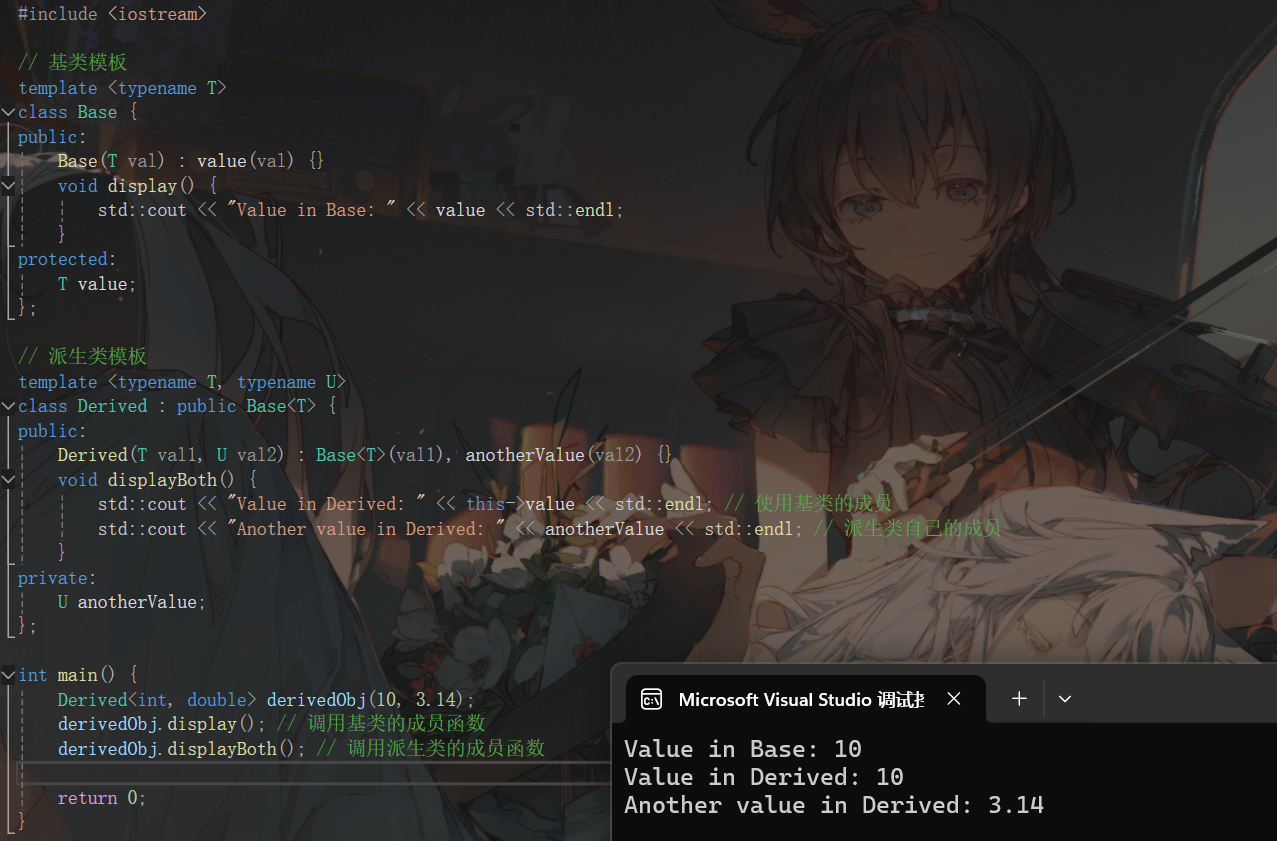 #include <iostream>
// 基类模板
template <typename T>
class Base {
public:
    Base(T val) : value(val) {}
    void display() {
        std::cout << "Value in Base: " << value << std::endl;
    }
protected:
    T value;
};
// 派生类模板
template <typename T, typename U>
class Derived : public Base<T> {
public:
    Derived(T val1, U val2) : Base<T>(val1), anotherValue(val2) {}
    void displayBoth() {
        std::cout << "Value in Derived: " << this->value << std::endl; // 使用基类的成员
        std::cout << "Another value in Derived: " << anotherValue << std::endl; // 派生类自己的成员
    }
private:
    U anotherValue;
};
int main() {
    Derived<int, double> derivedObj(10, 3.14);
    derivedObj.display(); // 调用基类的成员函数
    derivedObj.displayBoth(); // 调用派生类的成员函数
    return 0;
}
Microsoft Visual Studio 调试
Value in Base: 10
Value in Derived: 10
Another value in Derived: 3.14